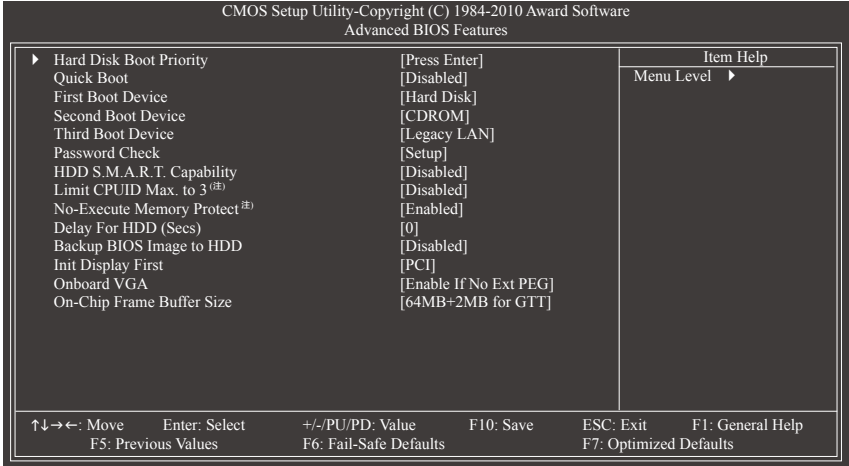 CMOS Setup Utility-Copyright (C) 1984-2010 Award Software
Advanced BIOS Features
▶ Hard Disk Boot Priority [Press Enter]
Quick Boot [Disabled]
First Boot Device [Hard Disk]
Second Boot Device [CDROM]
Third Boot Device [Legacy LAN]
Password Check [Setup]
HDD S.M.A.R.T. Capability [Disabled]
Limit CPUID Max. to 3 (注) [Disabled]
No-Execute Memory Protect 注) [Enabled]
Delay For HDD (Secs) [0]
Backup BIOS Image to HDD [Disabled]
Init Display First [PCI]
Onboard VGA [Enable If No Ext PEG]
On-Chip Frame Buffer Size [64MB+2MB for GTT]
Item Help
Menu Level ▶
↑↓→←: Move Enter: Select +/-/PU/PD: Value F10: Save ESC: Exit F1: General Help
F5: Previous Values F6: Fail-Safe Defaults F7: Optimized Defaults